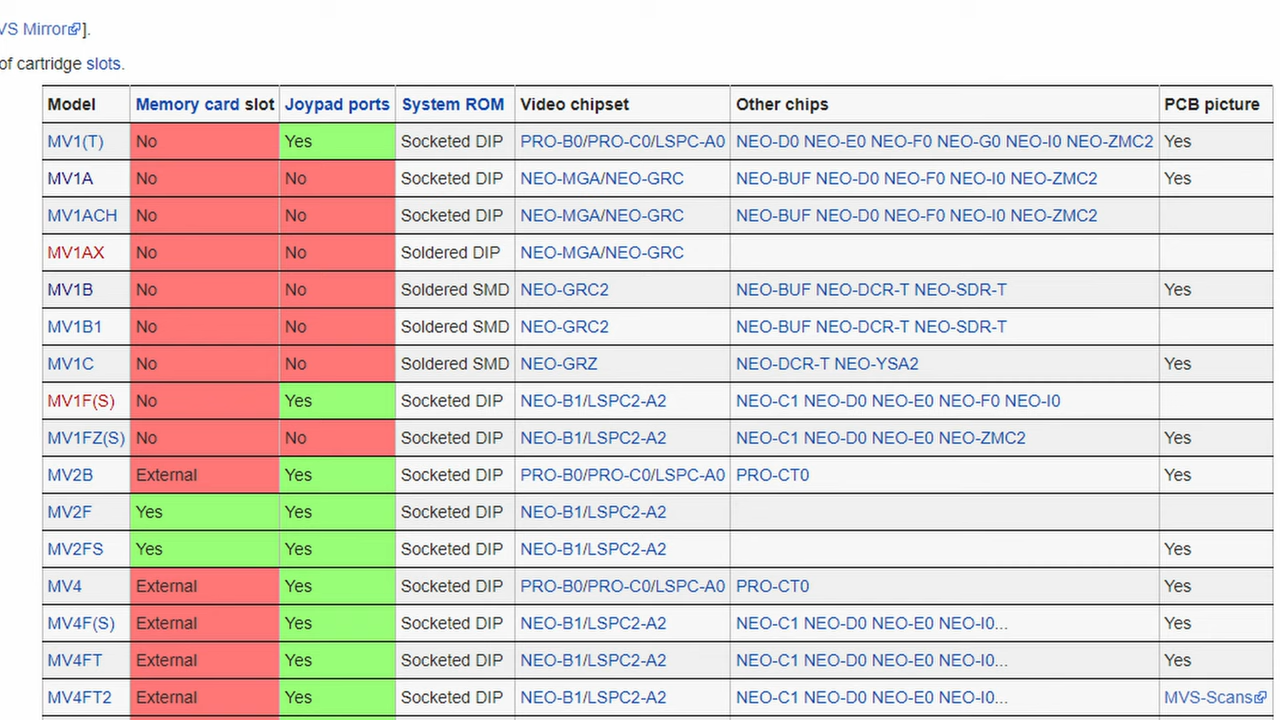 VS Mirror].
of cartridge slots.
Model Memory card slot Joypad ports System ROM Video chipset Other chips PCB picture
MV1(T) No Yes Socketed DIP PRO-B0/PRO-C0/LSPC-A0 NEO-D0 NEO-E0 NEO-F0 NEO-G0 NEO-I0 NEO-ZMC2 Yes
MV1A No No Socketed DIP NEO-MGA/NEO-GRC NEO-BUF NEO-D0 NEO-F0 NEO-I0 NEO-ZMC2 Yes
MV1ACH No No Socketed DIP NEO-MGA/NEO-GRC NEO-BUF NEO-D0 NEO-F0 NEO-I0 NEO-ZMC2
MV1AX No No Soldered DIP NEO-MGA/NEO-GRC
MV1B No No Soldered SMD NEO-GRC2 NEO-BUF NEO-DCR-T NEO-SDR-T Yes
MV1B1 No No Soldered SMD NEO-GRC2 NEO-BUF NEO-DCR-T NEO-SDR-T
MV1C No No Soldered SMD NEO-GRZ NEO-DCR-T NEO-YSA2 Yes
MV1F(S) No Yes Socketed DIP NEO-B1/LSPC2-A2 NEO-C1 NEO-D0 NEO-E0 NEO-F0 NEO-I0
MV1FZ(S) No No Socketed DIP NEO-B1/LSPC2-A2 NEO-C1 NEO-D0 NEO-E0 NEO-ZMC2 Yes
MV2B External Yes Socketed DIP PRO-B0/PRO-C0/LSPC-A0 PRO-CT0 Yes
MV2F Yes Yes Socketed DIP NEO-B1/LSPC2-A2
MV2FS Yes Yes Socketed DIP NEO-B1/LSPC2-A2 Yes
MV4 External Yes Socketed DIP PRO-B0/PRO-C0/LSPC-A0 PRO-CT0 Yes
MV4F(S) External Yes Socketed DIP NEO-B1/LSPC2-A2 NEO-C1 NEO-D0 NEO-E0 NEO-I0... Yes
MV4FT External Yes Socketed DIP NEO-B1/LSPC2-A2 NEO-C1 NEO-D0 NEO-E0 NEO-I0... Yes
MV4FT2 External Yes Socketed DIP NEO-B1/LSPC2-A2 NEO-C1 NEO-D0 NEO-E0 NEO-I0... MVS-Scans